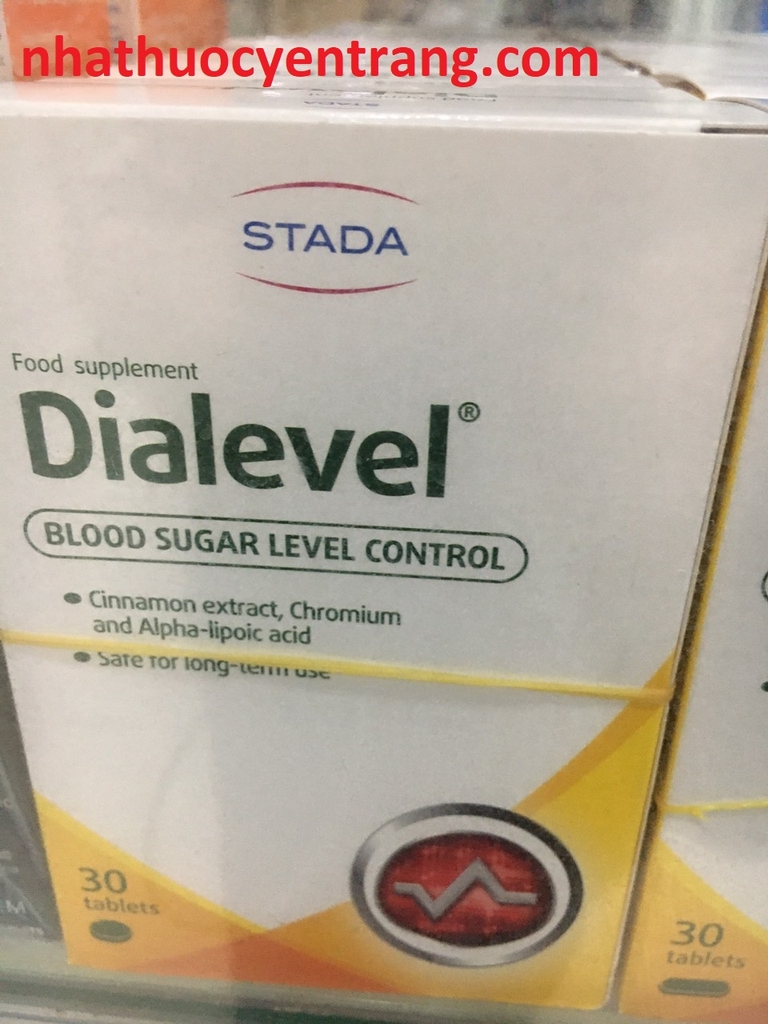 nhathuocyentrang.com
STADA
STADA
Food supplement
Dialevel®
BLOOD SUGAR LEVEL CONTROL
• Cinnamon extract, Chromium
and Alpha-lipoic acid
• Safe for long-term use
30
tablets
30
tablets